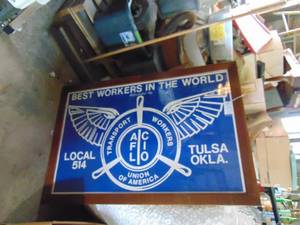 BEST WORKERS IN THE WORLD
TRANSPORT WORKERS
AFL CIO
UNION
OF AMERICA
LOCAL
514
TULSA
OKLA.